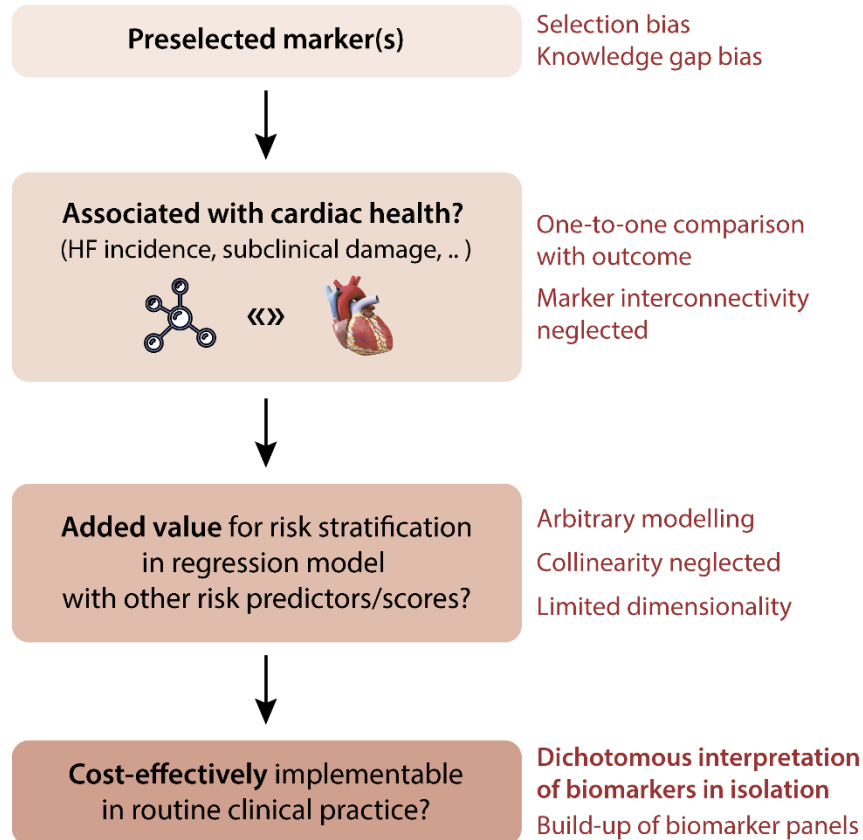 Preselected marker(s)
Selection bias
Knowledge gap bias
Associated with cardiac health?
(HF incidence, subclinical damage, .. )
«»
One-to-one comparison
with outcome
Marker interconnectivity
neglected
Added value for risk stratification
in regression model
with other risk predictors/scores?
Arbitrary modelling
Collinearity neglected
Limited dimensionality
Cost-effectively implementable
in routine clinical practice?
Dichotomous interpretation
of biomarkers in isolation
Build-up of biomarker panels